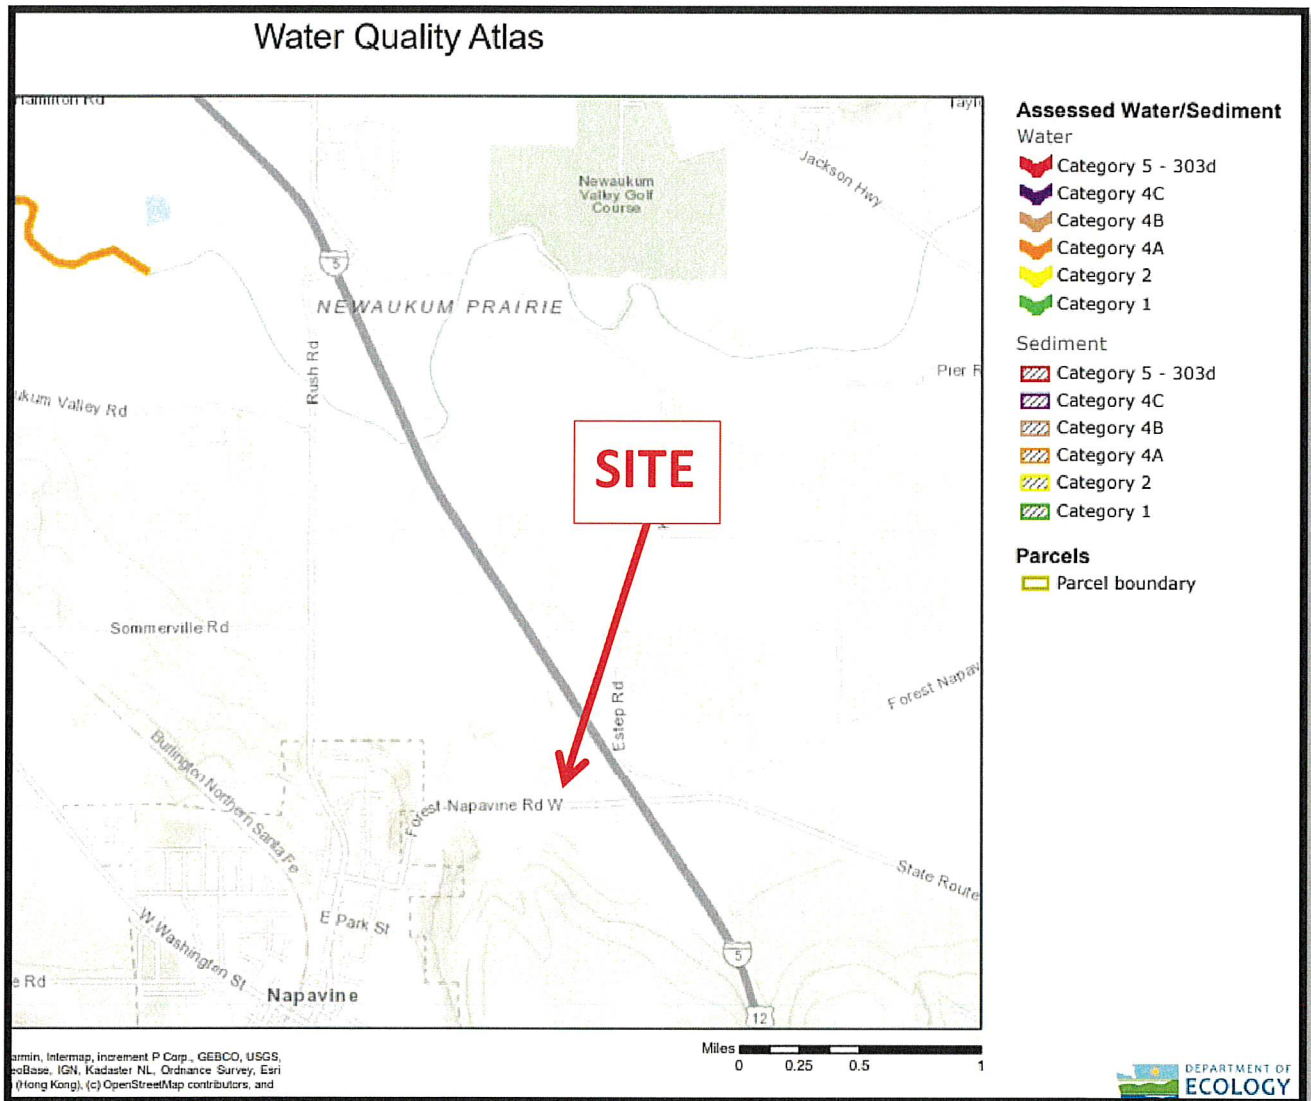 Water Quality Atlas
Hamilton Rd
Taylo
Jackson Hwy
Newaukum
Valley Golf
Course
5
NEWAUKUM PRAIRIE
Rush Rd
Pier R
ukum Valley Rd
SITE
Sommerville Rd
Estep Rd
Forest Napav
Burlington Northern Santa Fe
Forest-Napavine Rd W
State Route
E Park St
W Washington St
5
e Rd
Napavine
12
Assessed Water/Sediment
Water
Category 5 - 303d
Category 4C
Category 4B
Category 4A
Category 2
Category 1
Sediment
Category 5 - 303d
Category 4C
Category 4B
Category 4A
Category 2
Category 1
Parcels
Parcel boundary
armin, Intermap, increment P Corp., GEBCO, USGS,
eoBase, IGN, Kadaster NL, Ordnance Survey, Esri
(Hong Kong), (c) OpenStreetMap contributors, and
Miles
0 0.25 0.5 1
DEPARTMENT OF
ECOLOGY